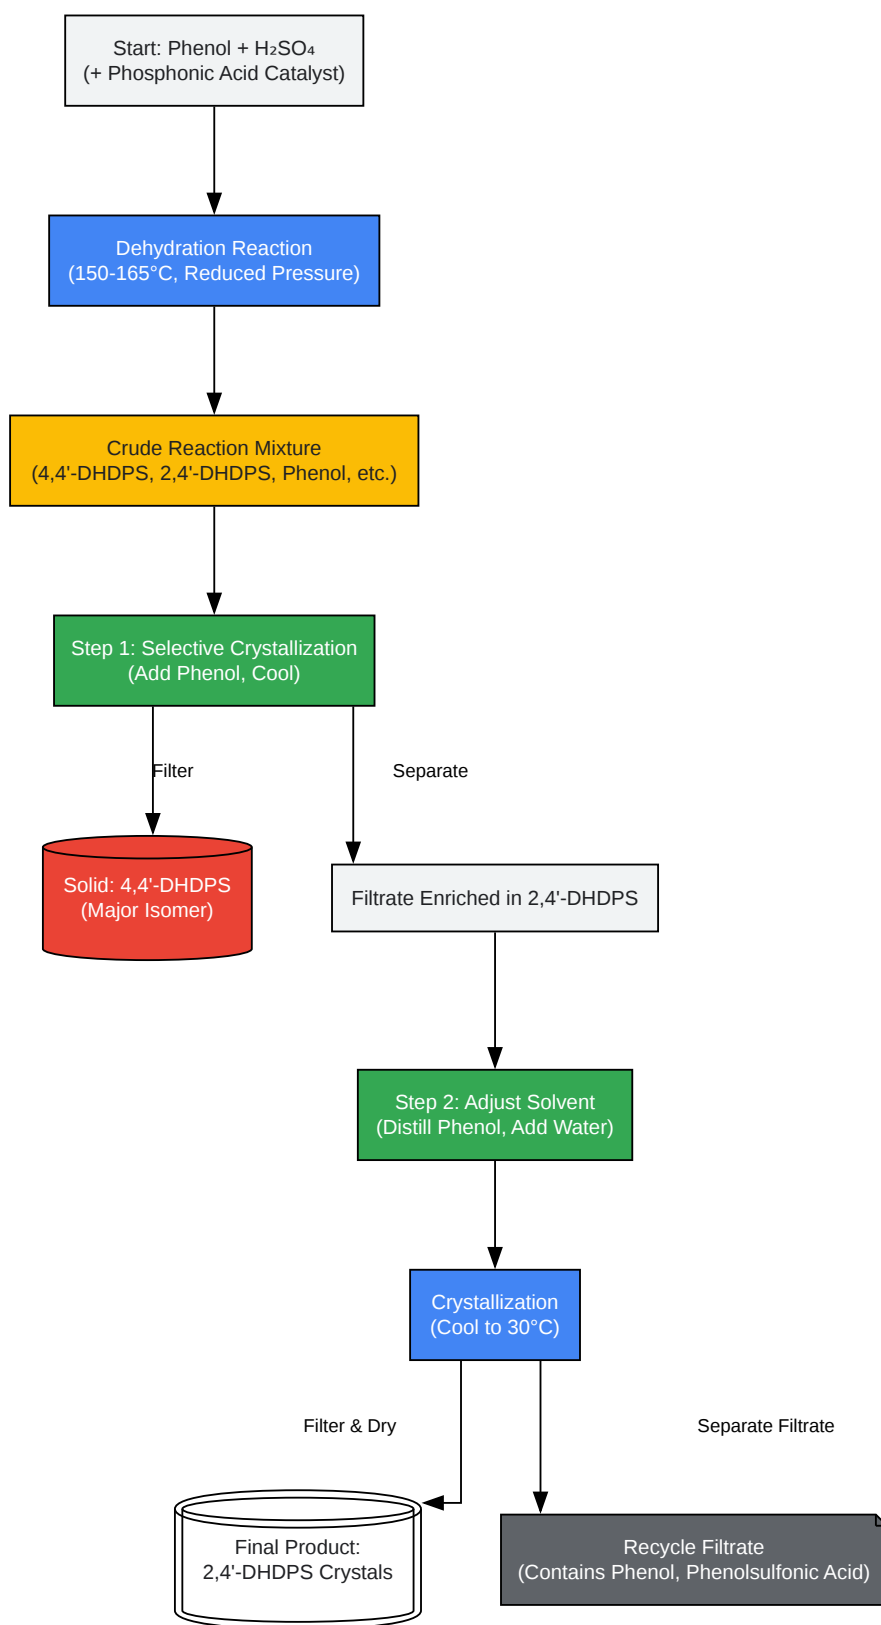 Start: Phenol + H₂SO₄
(+ Phosphonic Acid Catalyst)
Dehydration Reaction
(150-165°C, Reduced Pressure)
Crude Reaction Mixture
(4,4'-DHDPS, 2,4'-DHDPS, Phenol, etc.)
Step 1: Selective Crystallization
(Add Phenol, Cool)
Filter
Separate
Solid: 4,4'-DHDPS
(Major Isomer)
Filtrate Enriched in 2,4'-DHDPS
Step 2: Adjust Solvent
(Distill Phenol, Add Water)
Crystallization
(Cool to 30°C)
Filter & Dry
Separate Filtrate
Final Product:
2,4'-DHDPS Crystals
Recycle Filtrate
(Contains Phenol, Phenolsulfonic Acid)